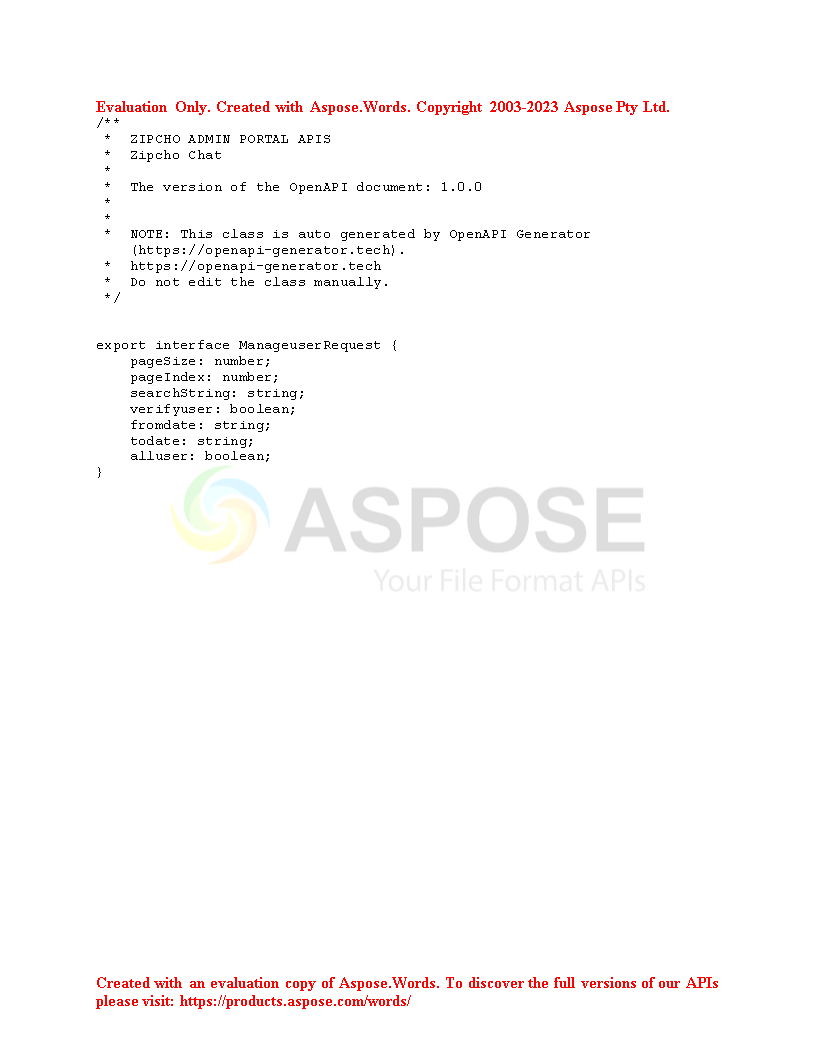 Evaluation Only. Created with Aspose.Words. Copyright 2003-2023 Aspose Pty Ltd.
/**
 *  ZIPCHO ADMIN PORTAL APIS
 *  Zipcho Chat
 *
 *  The version of the OpenAPI document: 1.0.0
 *
 *
 *  NOTE: This class is auto generated by OpenAPI Generator
    (https://openapi-generator.tech).
 *  https://openapi-generator.tech
 *  Do not edit the class manually.
 */
export interface ManageuserRequest {
    pageSize: number;
    pageIndex: number;
    searchString: string;
    verifyuser: boolean;
    fromdate: string;
    todate: string;
    alluser: boolean;
}
ASPOSE
Your File Format APIs
Created with an evaluation copy of Aspose.Words. To discover the full versions of our APIs
please visit: https://products.aspose.com/words/